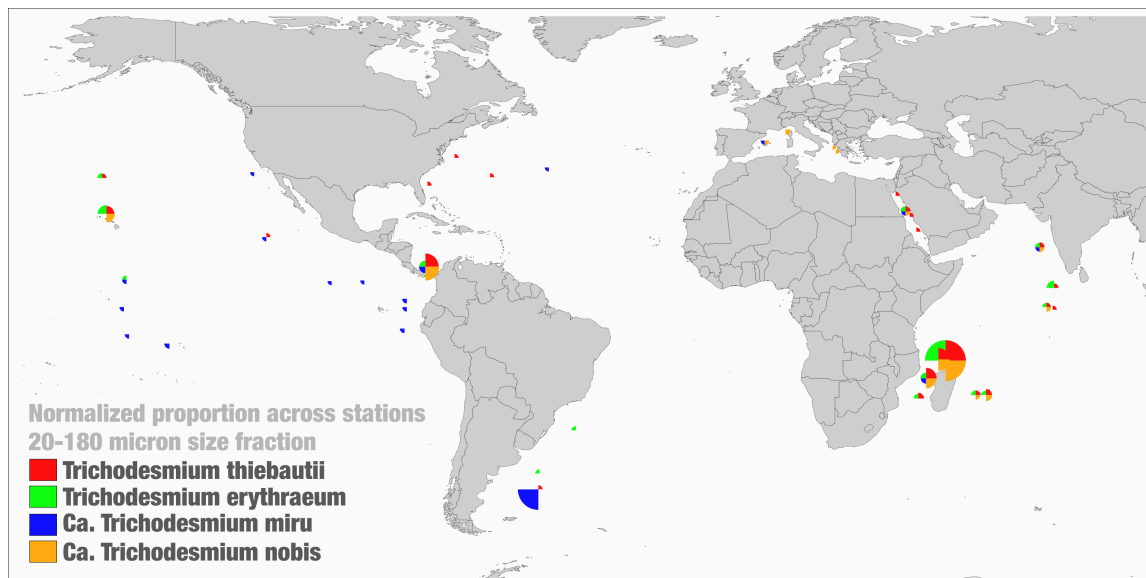 Normalized proportion across stations
20-180 micron size fraction
Trichodesmium thiebautii
Trichodesmium erythraeum
Ca. Trichodesmium miru
Ca. Trichodesmium nobis